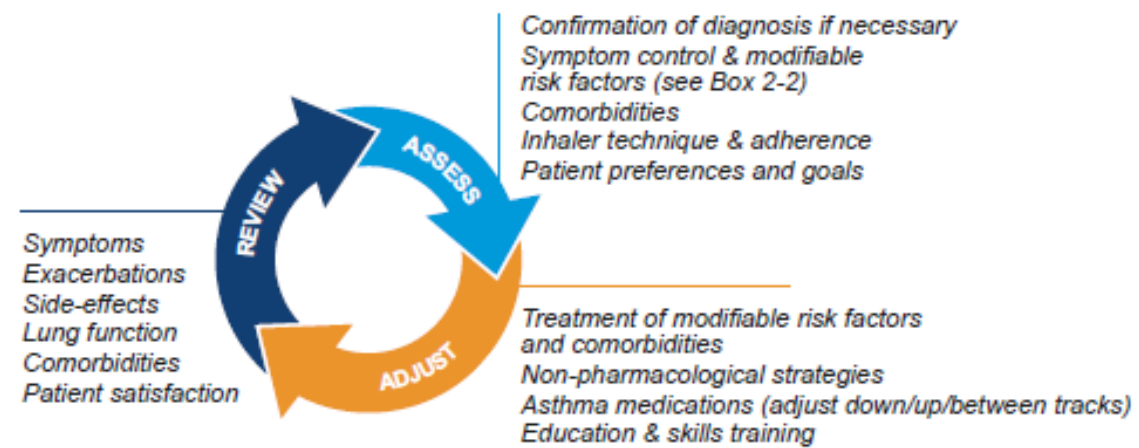 Confirmation of diagnosis if necessary
Symptom control & modifiable
risk factors (see Box 2-2)
Comorbidities
Inhaler technique & adherence
Patient preferences and goals
ASSESS
REVIEW
Symptoms
Exacerbations
Side-effects
Lung function
Comorbidities
Patient satisfaction
ADJUST
Treatment of modifiable risk factors
and comorbidities
Non-pharmacological strategies
Asthma medications (adjust down/up/between tracks)
Education & skills training